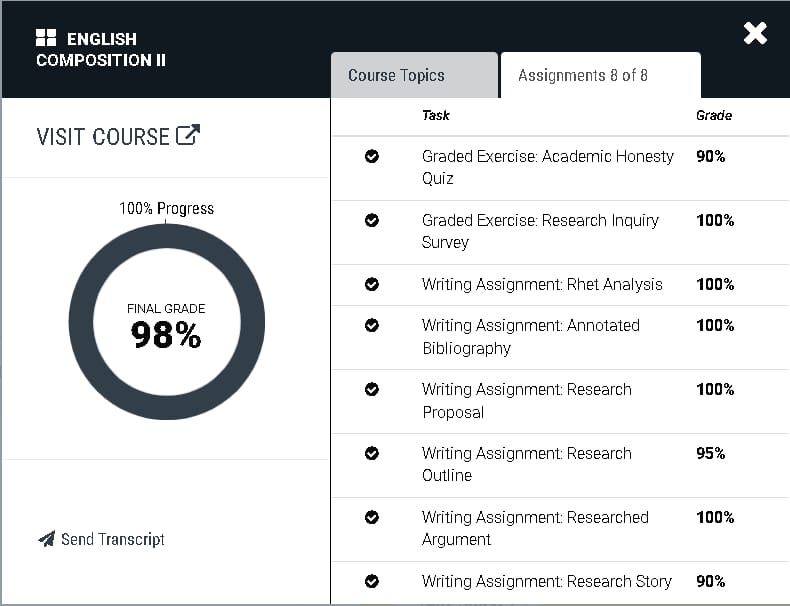 ENGLISH
COMPOSITION II
Course Topics
Assignments 8 of 8
VISIT COURSE
100% Progress
FINAL GRADE
98%
Send Transcript
Task Grade
Graded Exercise: Academic Honesty 90%
Quiz
Graded Exercise: Research Inquiry 100%
Survey
Writing Assignment: Rhet Analysis 100%
Writing Assignment: Annotated 100%
Bibliography
Writing Assignment: Research 100%
Proposal
Writing Assignment: Research 95%
Outline
Writing Assignment: Researched 100%
Argument
Writing Assignment: Research Story 90%